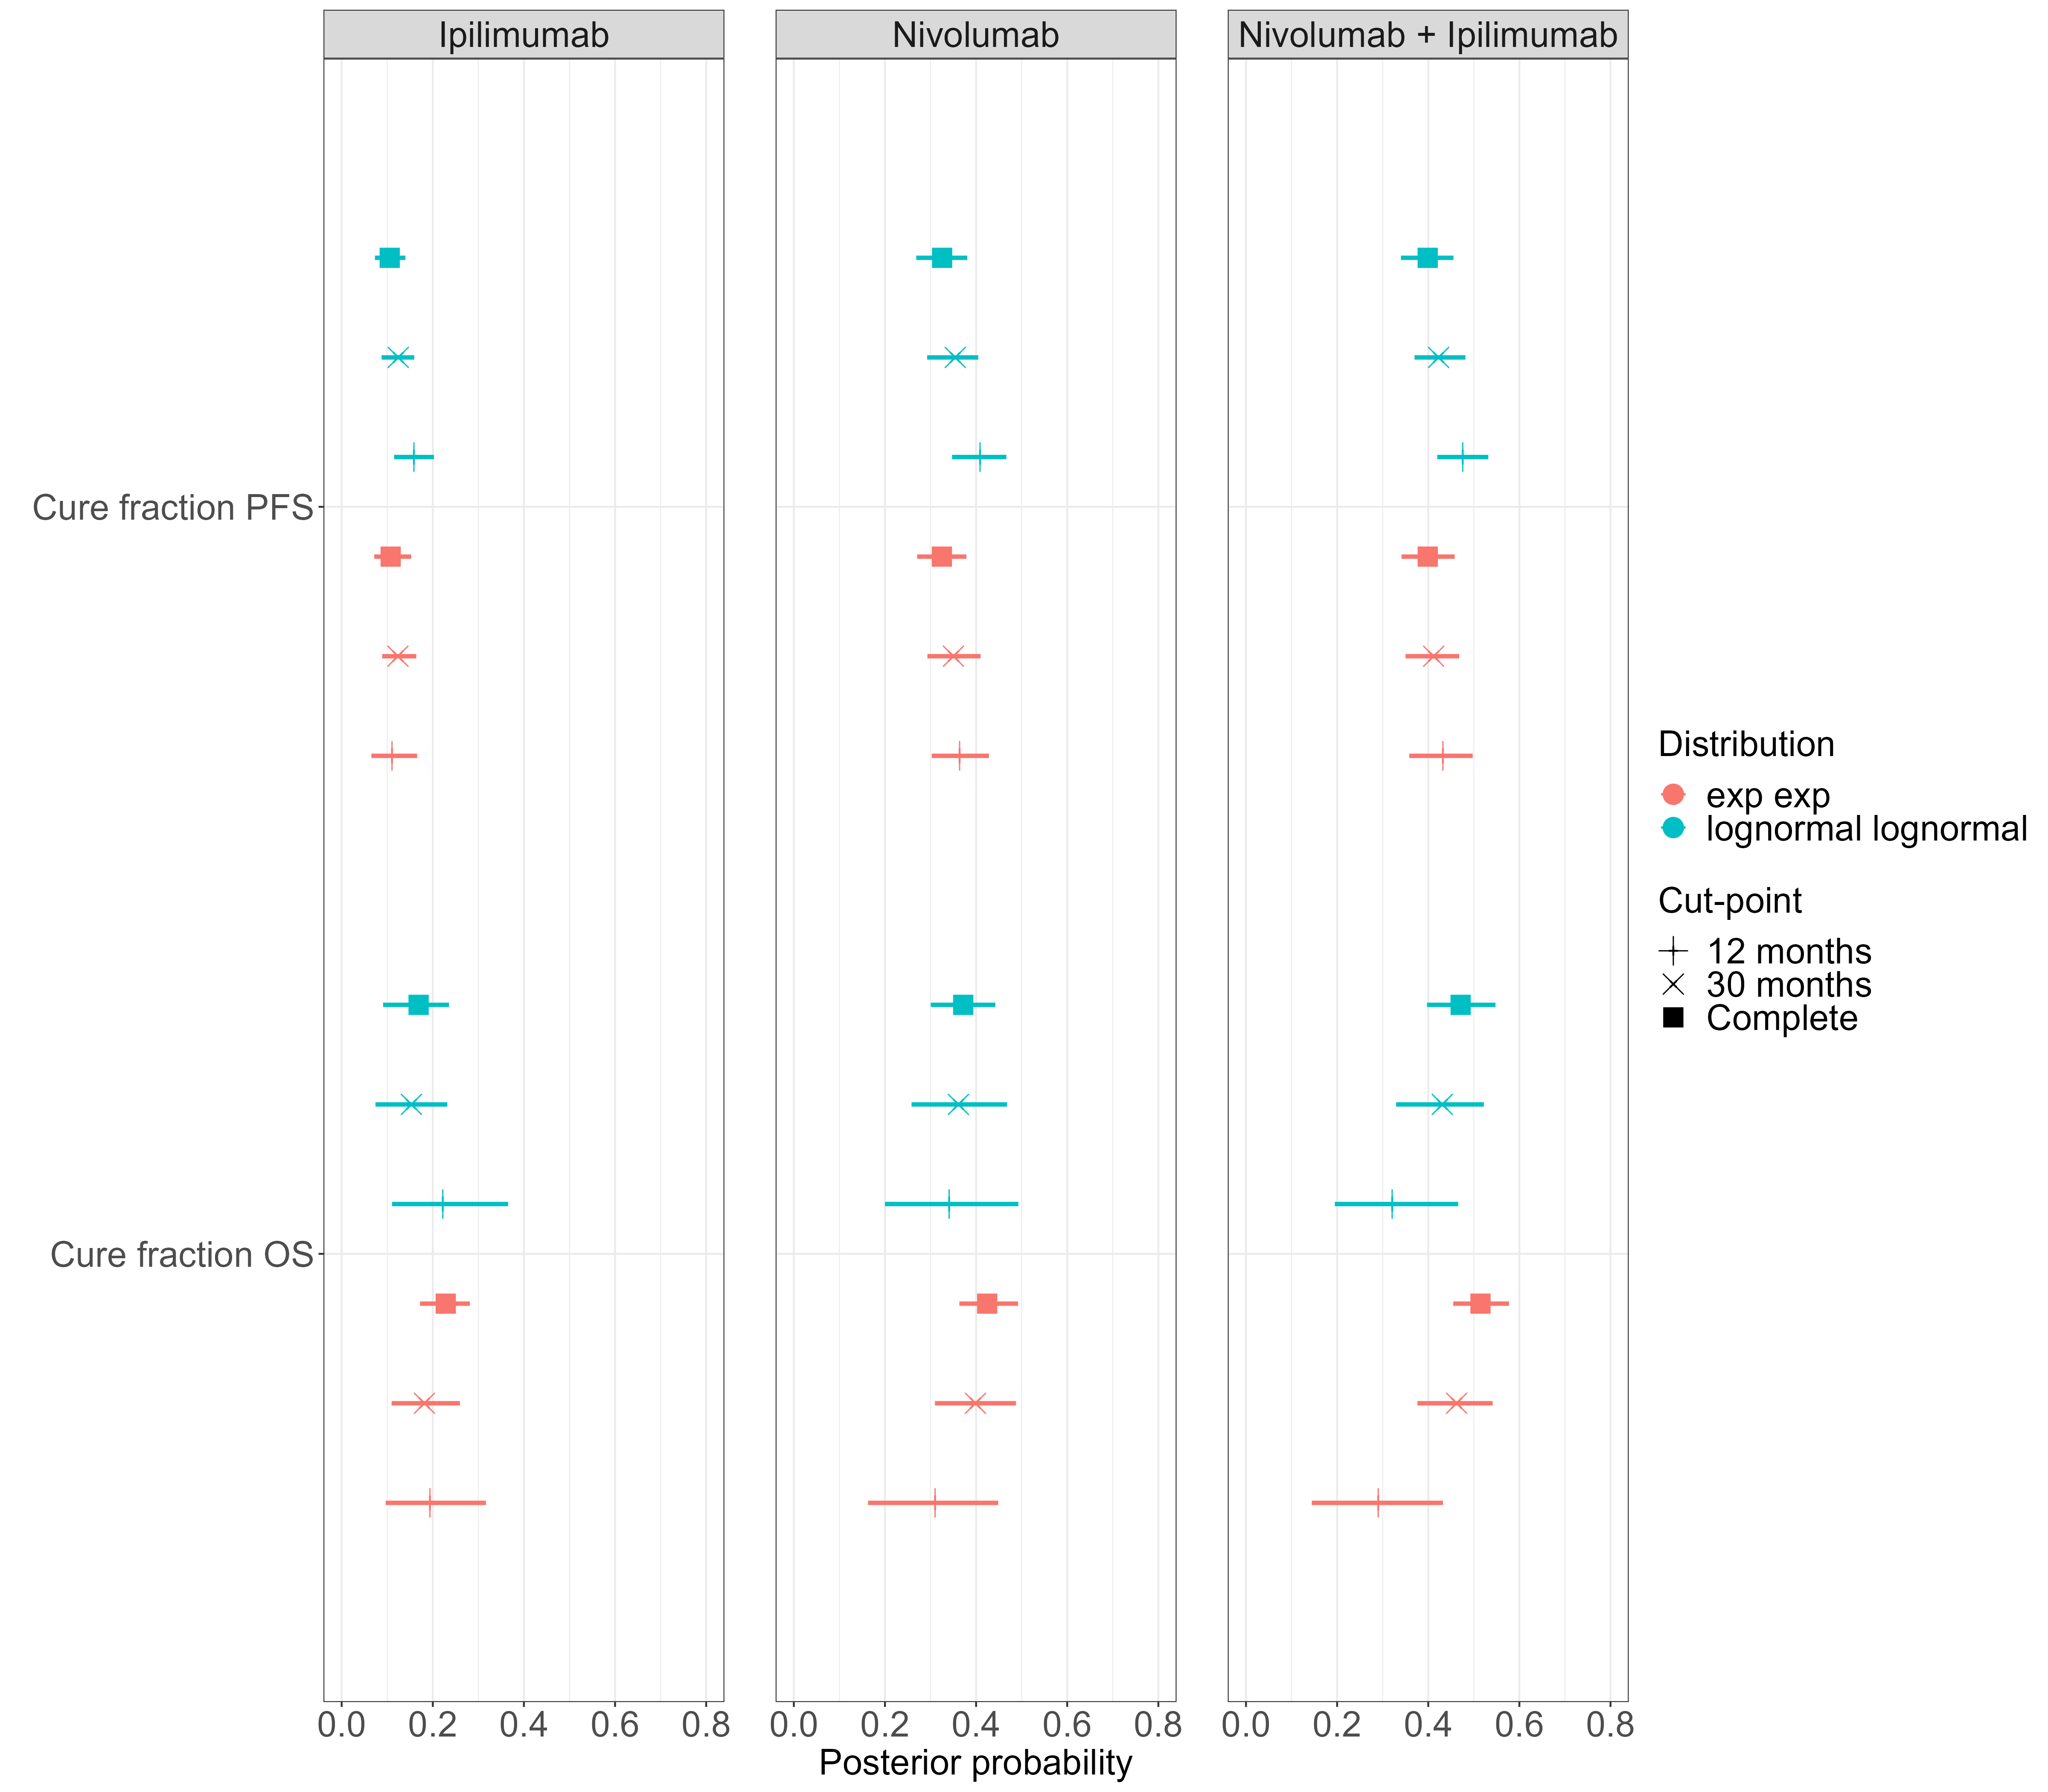 Ipilimumab
Nivolumab
Nivolumab + Ipilimumab
Cure fraction PFS
Cure fraction OS
Distribution
exp exp
lognormal lognormal
Cut-point
12 months
30 months
Complete
0.0 0.2 0.4 0.6 0.8
0.0 0.2 0.4 0.6 0.8
0.0 0.2 0.4 0.6 0.8
Posterior probability